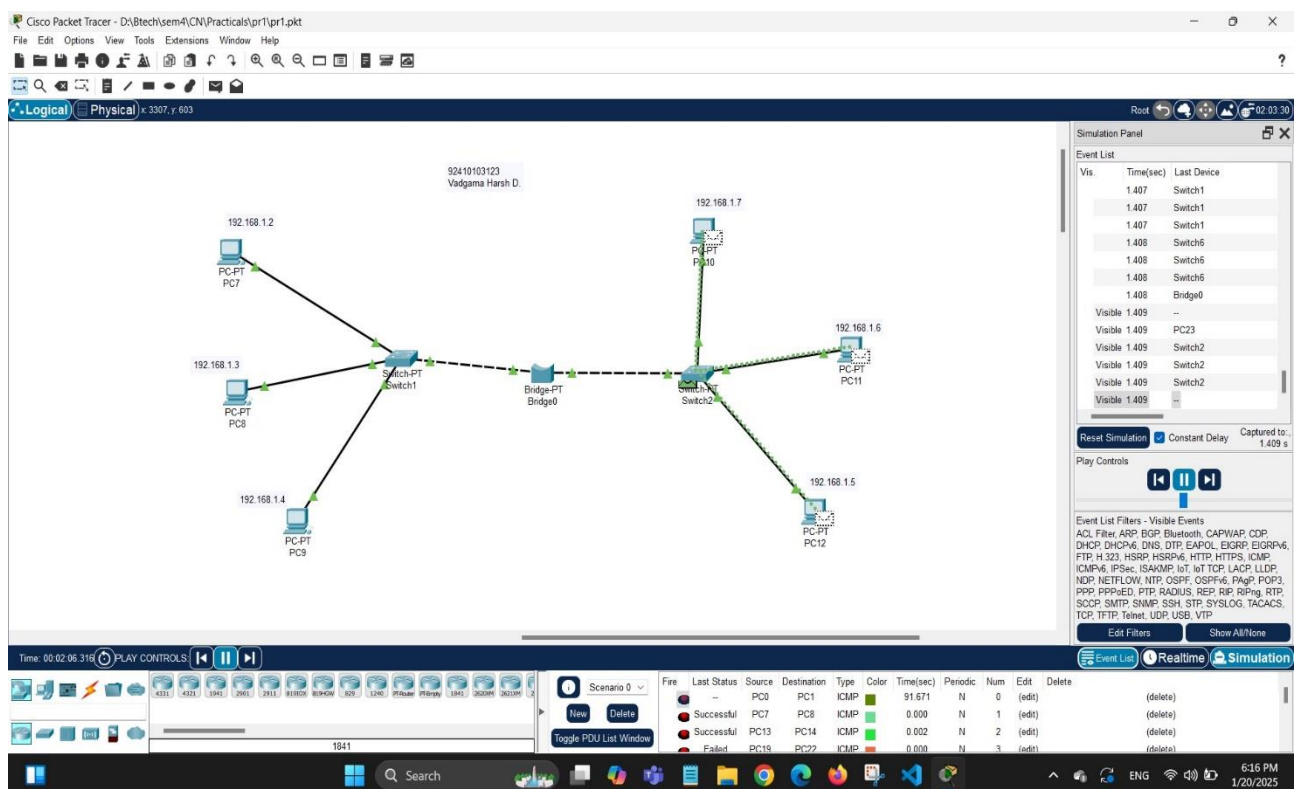 Cisco Packet Tracer - D:\Btech\sem4\CN\Practicals\pr1\pr1.pkt
File Edit Options View Tools Extensions Window Help
?
Logical Physical x: 3307, y: 603
Root 02:03:30
92410103123
Vadgama Harsh D.
192.168.1.2
PC-PT
PC7
192.168.1.3
PC-PT
PC8
192.168.1.4
PC-PT
PC9
Switch-PT
Switch1
Bridge-PT
Bridge0
Switch-PT
Switch2
192.168.1.7
PC-PT
PC10
192.168.1.6
PC-PT
PC11
192.168.1.5
PC-PT
PC12
Simulation Panel
Event List
Vis. Time(sec) Last Device
1.407 Switch1
1.407 Switch1
1.407 Switch1
1.408 Switch6
1.408 Switch6
1.408 Switch6
1.408 Bridge0
Visible 1.409 --
Visible 1.409 PC23
Visible 1.409 Switch2
Visible 1.409 Switch2
Visible 1.409 Switch2
Visible 1.409 --
Reset Simulation Constant Delay Captured to:
1.409 s
Play Controls
Event List Filters - Visible Events
ACL Filter, ARP, BGP, Bluetooth, CAPWAP, CDP,
DHCP, DHCPv6, DNS, DTP, EAPOL, EIGRP, EIGRPv6,
FTP, H.323, HSRP, HSRPv6, HTTP, HTTPS, ICMP,
ICMPv6, IPSec, ISAKMP, IoT, IoT TCP, LACP, LLDP,
NDP, NETFLOW, NTP, OSPF, OSPFv6, PAgP, POP3,
PPP, PPPoED, PTP, RADIUS, REP, RIP, RIPng, RTP,
SCCP, SMTP, SNMP, SSH, STP, SYSLOG, TACACS,
TCP, TFTP, Telnet, UDP, USB, VTP
Edit Filters Show All/None
Time: 00:02:06.316 PLAY CONTROLS:
Event List Realtime Simulation
4331 4321 1941 2901 2911 819IOX 819HGW 829 1240 PT-Router PT-Empty 1841 2620XM 2621XM
1841
Scenario 0
New Delete
Toggle PDU List Window
Fire Last Status Source Destination Type Color Time(sec) Periodic Num Edit Delete
-- PC0 PC1 ICMP 91.671 N 0 (edit) (delete)
Successful PC7 PC8 ICMP 0.000 N 1 (edit) (delete)
Successful PC13 PC14 ICMP 0.002 N 2 (edit) (delete)
Failed PC19 PC22 ICMP 0.000 N 3 (edit) (delete)
Search
ENG
6:16 PM
1/20/2025